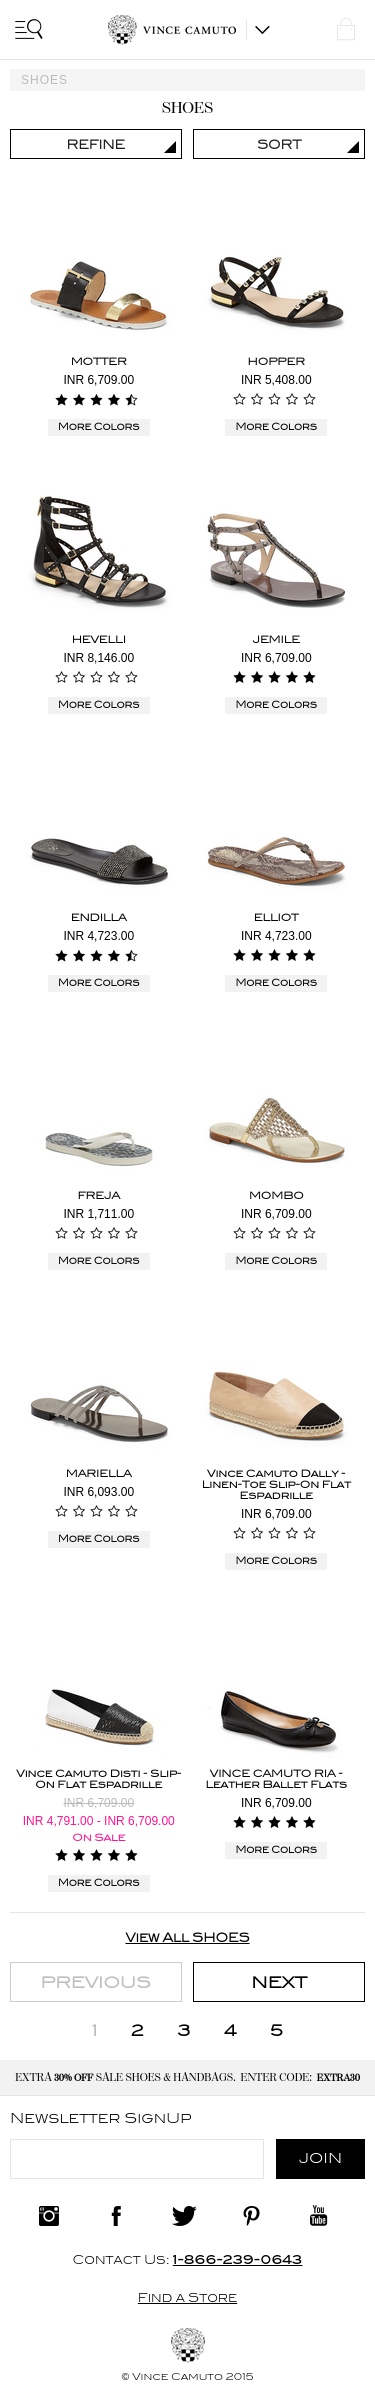 VINCE CAMUTO
SHOES
SHOES
REFINE
SORT
MOTTER
INR 6,709.00
More Colors
HOPPER
INR 5,408.00
More Colors
HEVELLI
INR 8,146.00
More Colors
JEMILE
INR 6,709.00
More Colors
ENDILLA
INR 4,723.00
More Colors
ELLIOT
INR 4,723.00
More Colors
FREJA
INR 1,711.00
More Colors
MOMBO
INR 6,709.00
More Colors
MARIELLA
INR 6,093.00
More Colors
Vince Camuto Dally -
Linen-Toe Slip-On Flat
Espadrille
INR 6,709.00
More Colors
Vince Camuto Disti - Slip-
On Flat Espadrille
INR 6,709.00
INR 4,791.00 - INR 6,709.00
On Sale
More Colors
VINCE CAMUTO RIA -
Leather Ballet Flats
INR 6,709.00
More Colors
View All SHOES
PREVIOUS
NEXT
1 2 3 4 5
EXTRA 30% OFF SALE SHOES & HANDBAGS. ENTER CODE: EXTRA30
Newsletter SignUp
JOIN
You
Tube
Contact Us: 1-866-239-0643
Find a Store
© Vince Camuto 2015